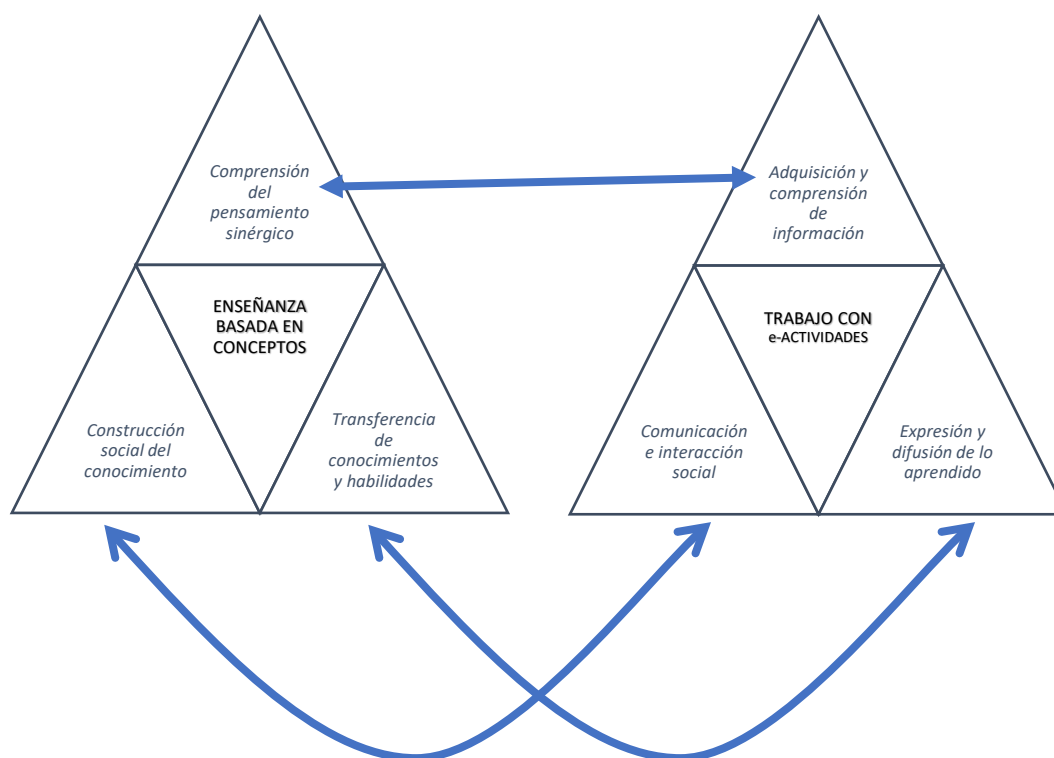 Comprensión
del
pensamiento
sinérgico
ENSEÑANZA
BASADA EN
CONCEPTOS
Construcción
social del
conocimiento
Transferencia
de
conocimientos
y habilidades
Adquisición y
comprensión
de
información
TRABAJO CON
e-ACTIVIDADES
Comunicación
e interacción
social
Expresión y
difusión de lo
aprendido